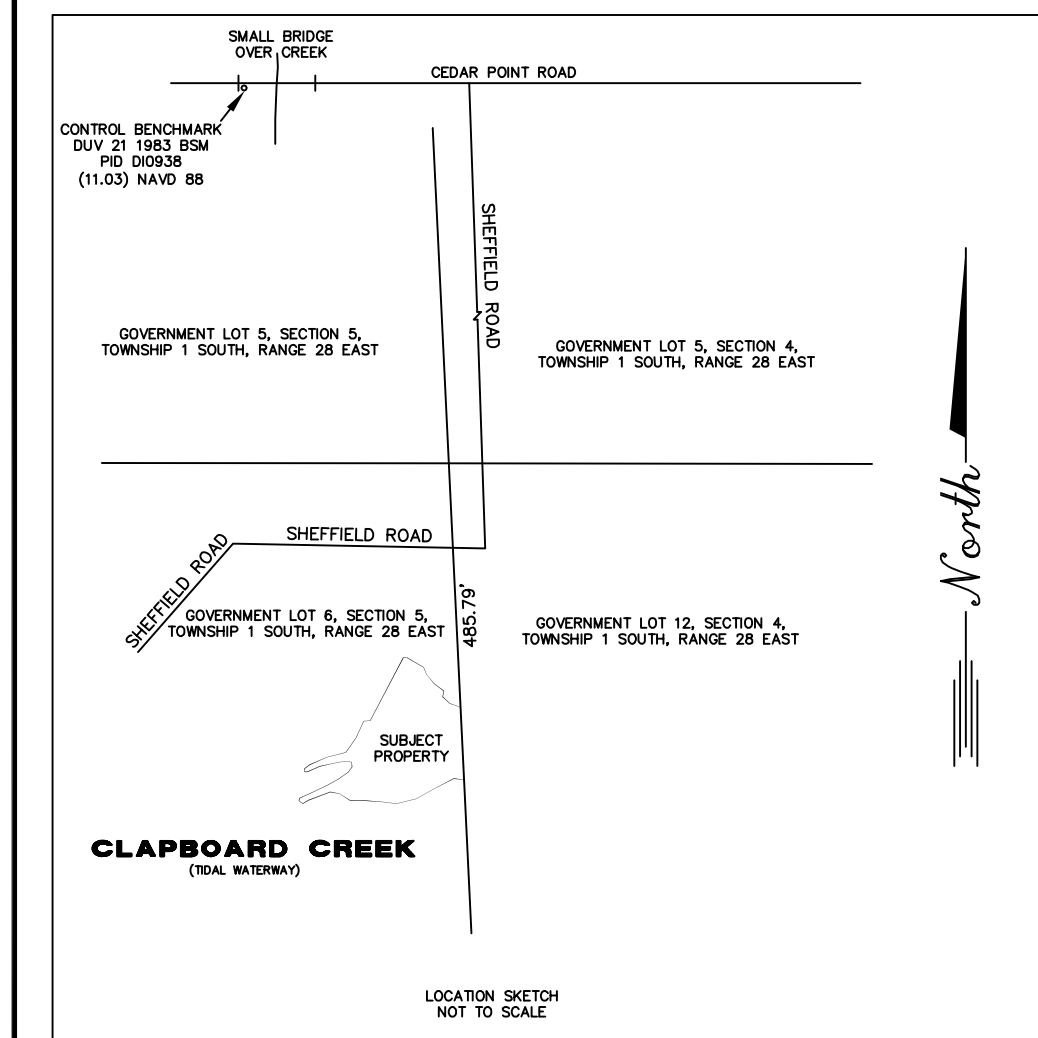 SMALL BRIDGE
OVER CREEK
CEDAR POINT ROAD
CONTROL BENCHMARK
DUV 21 1983 BSM
PID DI0938
(11.03) NAVD 88
SHEFFIELD ROAD
GOVERNMENT LOT 5, SECTION 5,
TOWNSHIP 1 SOUTH, RANGE 28 EAST
GOVERNMENT LOT 5, SECTION 4,
TOWNSHIP 1 SOUTH, RANGE 28 EAST
North
SHEFFIELD ROAD
SHEFFIELD ROAD
485.79'
GOVERNMENT LOT 6, SECTION 5,
TOWNSHIP 1 SOUTH, RANGE 28 EAST
GOVERNMENT LOT 12, SECTION 4,
TOWNSHIP 1 SOUTH, RANGE 28 EAST
SUBJECT
PROPERTY
CLAPBOARD CREEK
(TIDAL WATERWAY)
LOCATION SKETCH
NOT TO SCALE